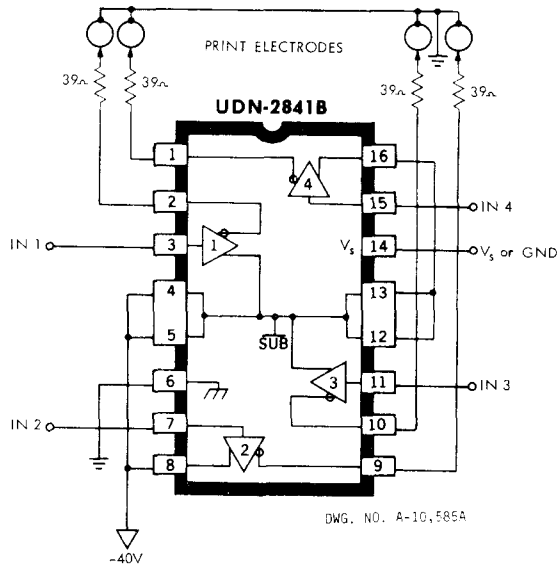 PRINT ELECTRODES
39Ω
39Ω
39Ω
39Ω
UDN-2841B
1
16
4
2
15
IN 4
IN 1
3
1
Vs
14
Vs or GND
4
13
5
SUB
12
6
3
11
IN 3
IN 2
7
10
8
2
9
DWG. NO. A-10,585A
-40V